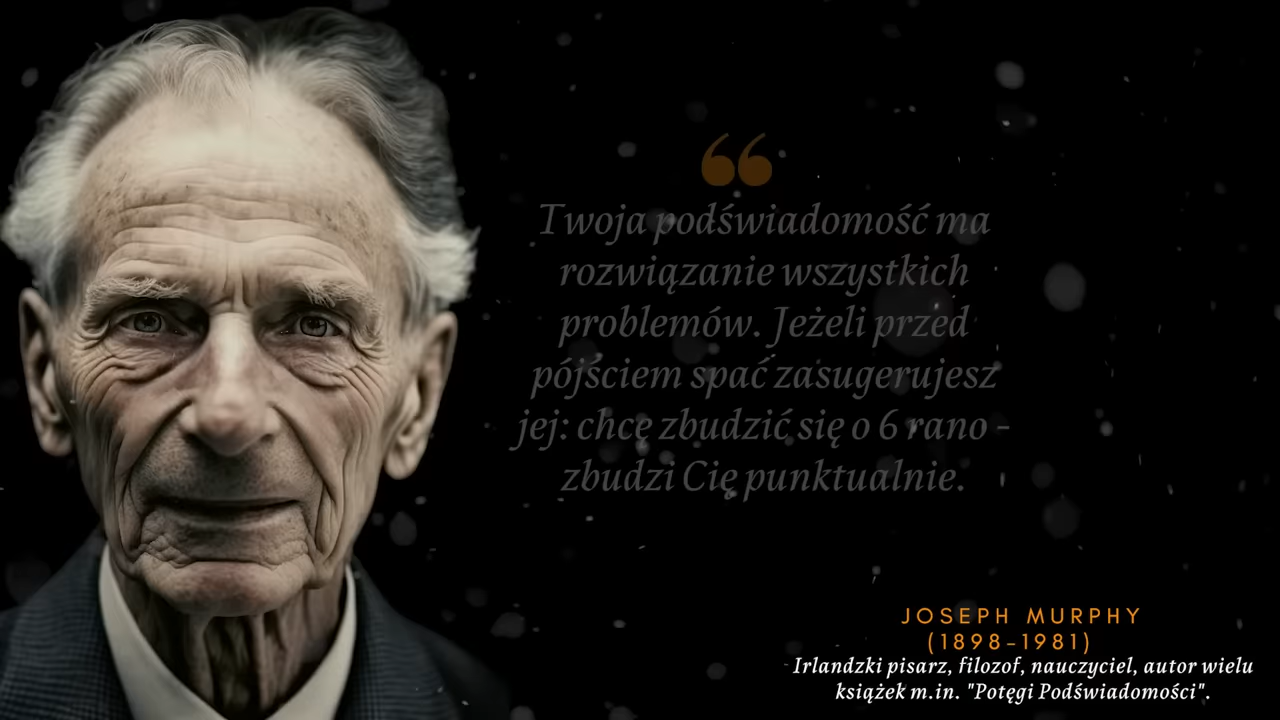 Twoja podświadomość ma
rozwiązanie wszystkich
problemów. Jeżeli przed
pójściem spać zasugerujesz
jej: chcę zbudzić się o 6 rano -
zbudzi Cię punktualnie.
JOSEPH MURPHY
(1898-1981)
Irlandzki pisarz, filozof, nauczyciel, autor wielu
książek m.in. "Potęgi Podświadomości".